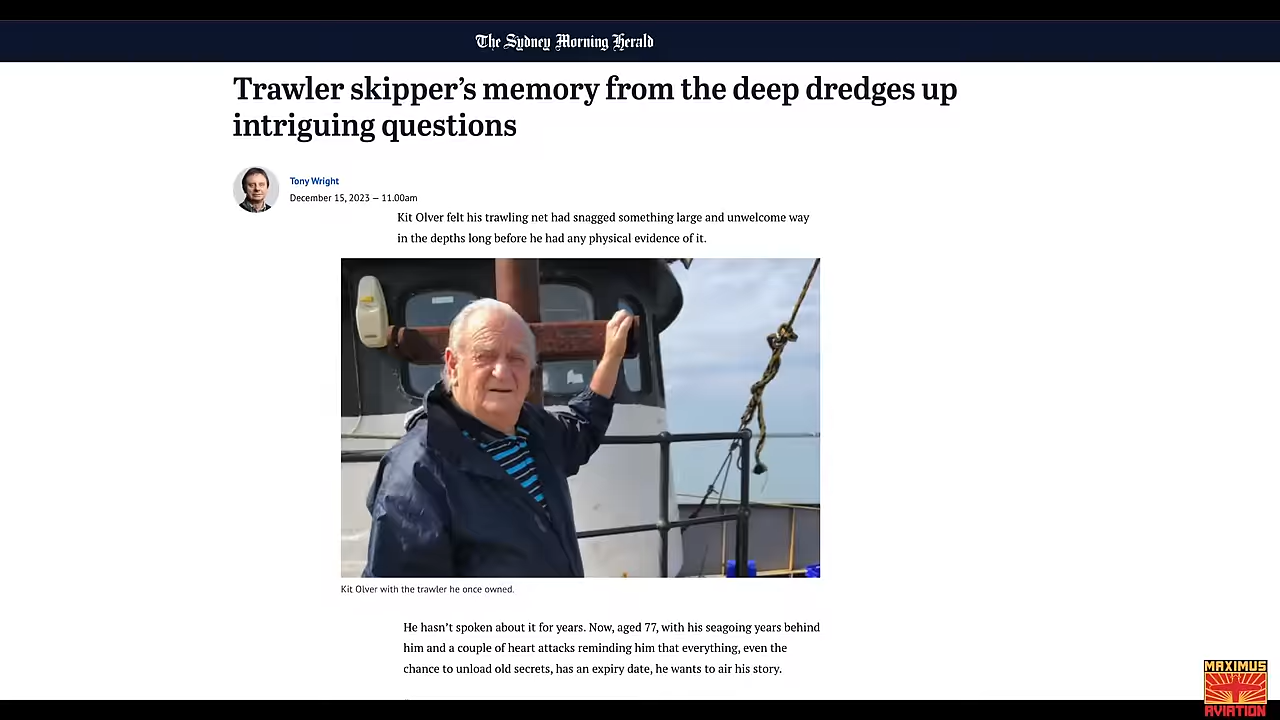 The Sydney Morning Herald
Trawler skipper’s memory from the deep dredges up
intriguing questions
Tony Wright
December 15, 2023 — 11.00am
Kit Olver felt his trawling net had snagged something large and unwelcome way
in the depths long before he had any physical evidence of it.
Kit Olver with the trawler he once owned.
He hasn’t spoken about it for years. Now, aged 77, with his seagoing years behind
him and a couple of heart attacks reminding him that everything, even the
chance to unload old secrets, has an expiry date, he wants to air his story.
MAXIMUS
AVIATION